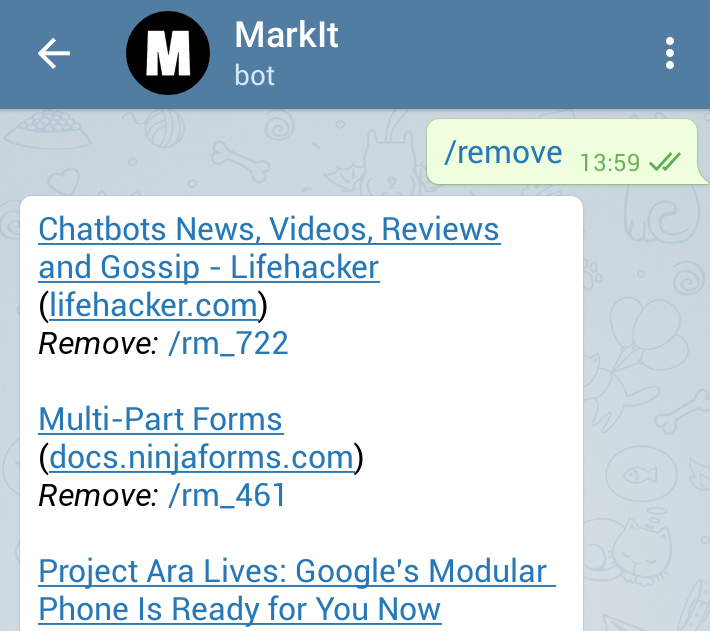 M
MarkIt
bot
/remove 13:59
Chatbots News, Videos, Reviews
and Gossip - Lifehacker
(lifehacker.com)
Remove: /rm_722
Multi-Part Forms
(docs.ninjaforms.com)
Remove: /rm_461
Project Ara Lives: Google's Modular
Phone Is Ready for You Now